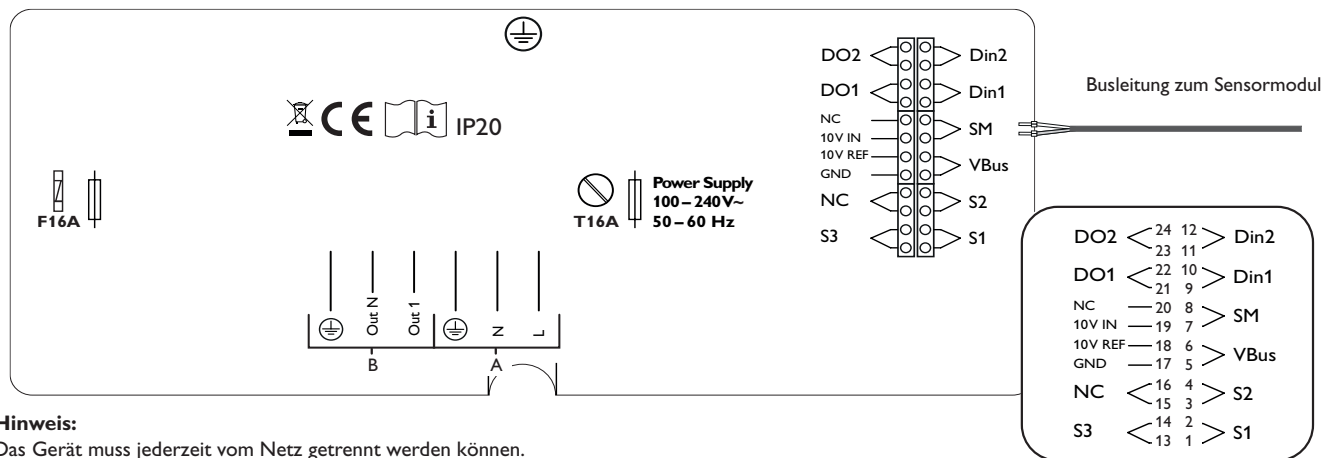 DO2 Din2
DO1 Din1
NC
10V IN
SM
10V REF
GND
VBus
NC S2
S3 S1
Busleitung zum Sensormodul
CE i IP20
F16A
T16A
Power Supply
100 – 240 V~
50 – 60 Hz
Out N Out 1 N L
B A
DO2 24 12 Din2
23 11
DO1 22 10 Din1
21 9
NC 20 8 SM
10V IN 19 7
10V REF 18 6 VBus
GND 17 5
NC 16 4 S2
15 3
S3 14 2 S1
13 1
Hinweis:
Das Gerät muss jederzeit vom Netz getrennt werden können.